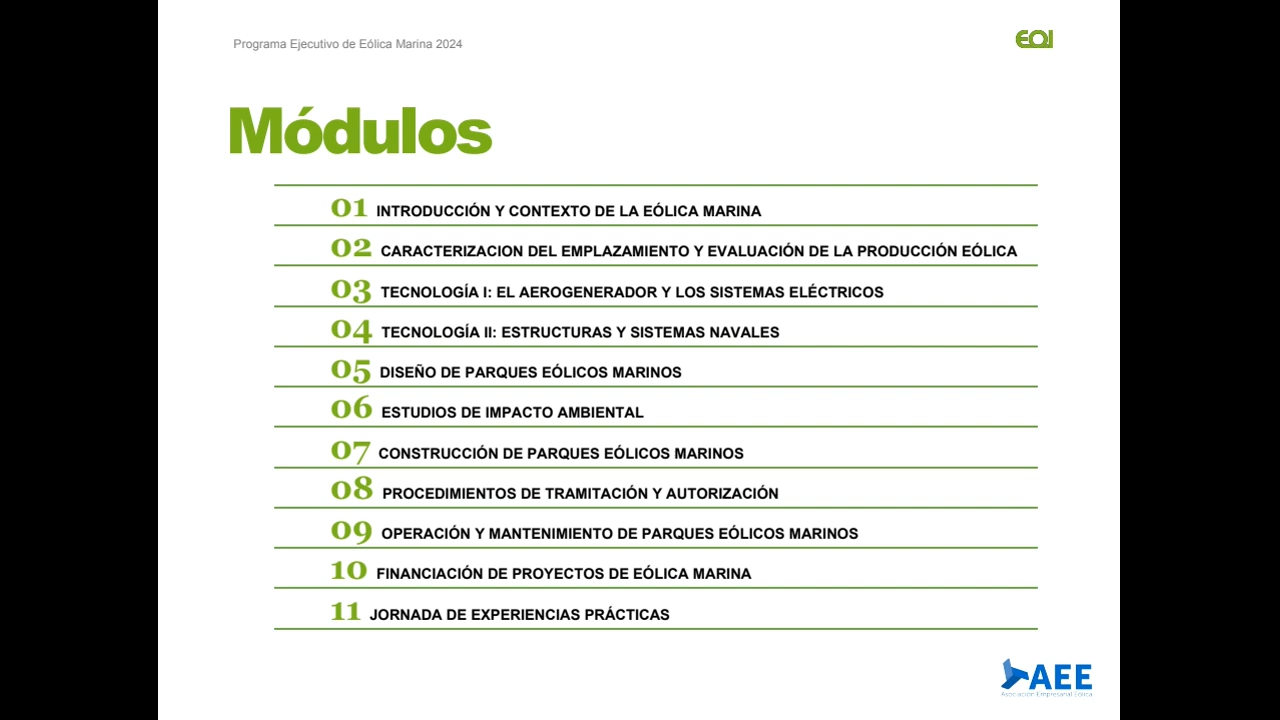 Programa Ejecutivo de Eólica Marina 2024
EOI
Módulos
01 INTRODUCCIÓN Y CONTEXTO DE LA EÓLICA MARINA
02 CARACTERIZACION DEL EMPLAZAMIENTO Y EVALUACIÓN DE LA PRODUCCIÓN EÓLICA
03 TECNOLOGÍA I: EL AEROGENERADOR Y LOS SISTEMAS ELÉCTRICOS
04 TECNOLOGÍA II: ESTRUCTURAS Y SISTEMAS NAVALES
05 DISEÑO DE PARQUES EÓLICOS MARINOS
06 ESTUDIOS DE IMPACTO AMBIENTAL
07 CONSTRUCCIÓN DE PARQUES EÓLICOS MARINOS
08 PROCEDIMIENTOS DE TRAMITACIÓN Y AUTORIZACIÓN
09 OPERACIÓN Y MANTENIMIENTO DE PARQUES EÓLICOS MARINOS
10 FINANCIACIÓN DE PROYECTOS DE EÓLICA MARINA
11 JORNADA DE EXPERIENCIAS PRÁCTICAS
AEE
Asociación Empresarial Eólica